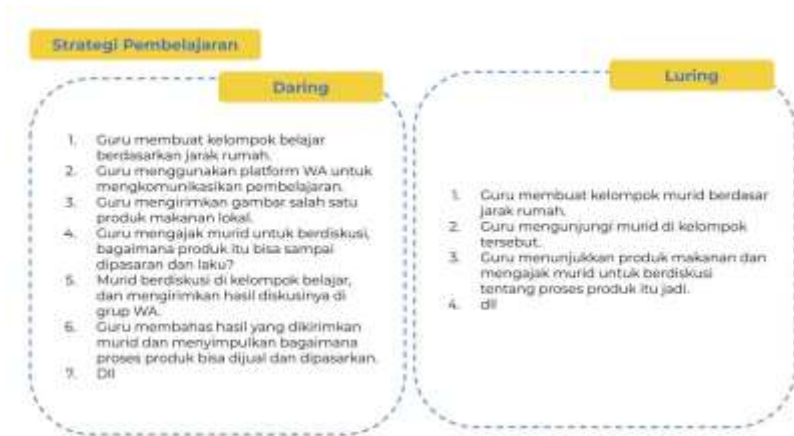 Strategi Pembelajaran
Daring
1. Guru membuat kelompok belajar
berdasarkan jarak rumah.
2. Guru menggunakan platform WA untuk
mengkomunikasikan pembelajaran.
3. Guru mengirimkan gambar salah satu
produk makanan lokal.
4. Guru mengajak murid untuk berdiskusi,
bagaimana produk itu bisa sampai
dipasaran dan laku?
5. Murid berdiskusi di kelompok belajar,
dan mengirimkan hasil diskusinya di
grup WA.
6. Guru membahas hasil yang dikirimkan
murid dan menyimpulkan bagaimana
proses produk bisa dijual dan dipasarkan.
7. Dll
Luring
1. Guru membuat kelompok murid berdasar
jarak rumah.
2. Guru mengunjungi murid di kelompok
tersebut.
3. Guru menunjukkan produk makanan dan
mengajak murid untuk berdiskusi
tentang proses produk itu jadi.
4. dll